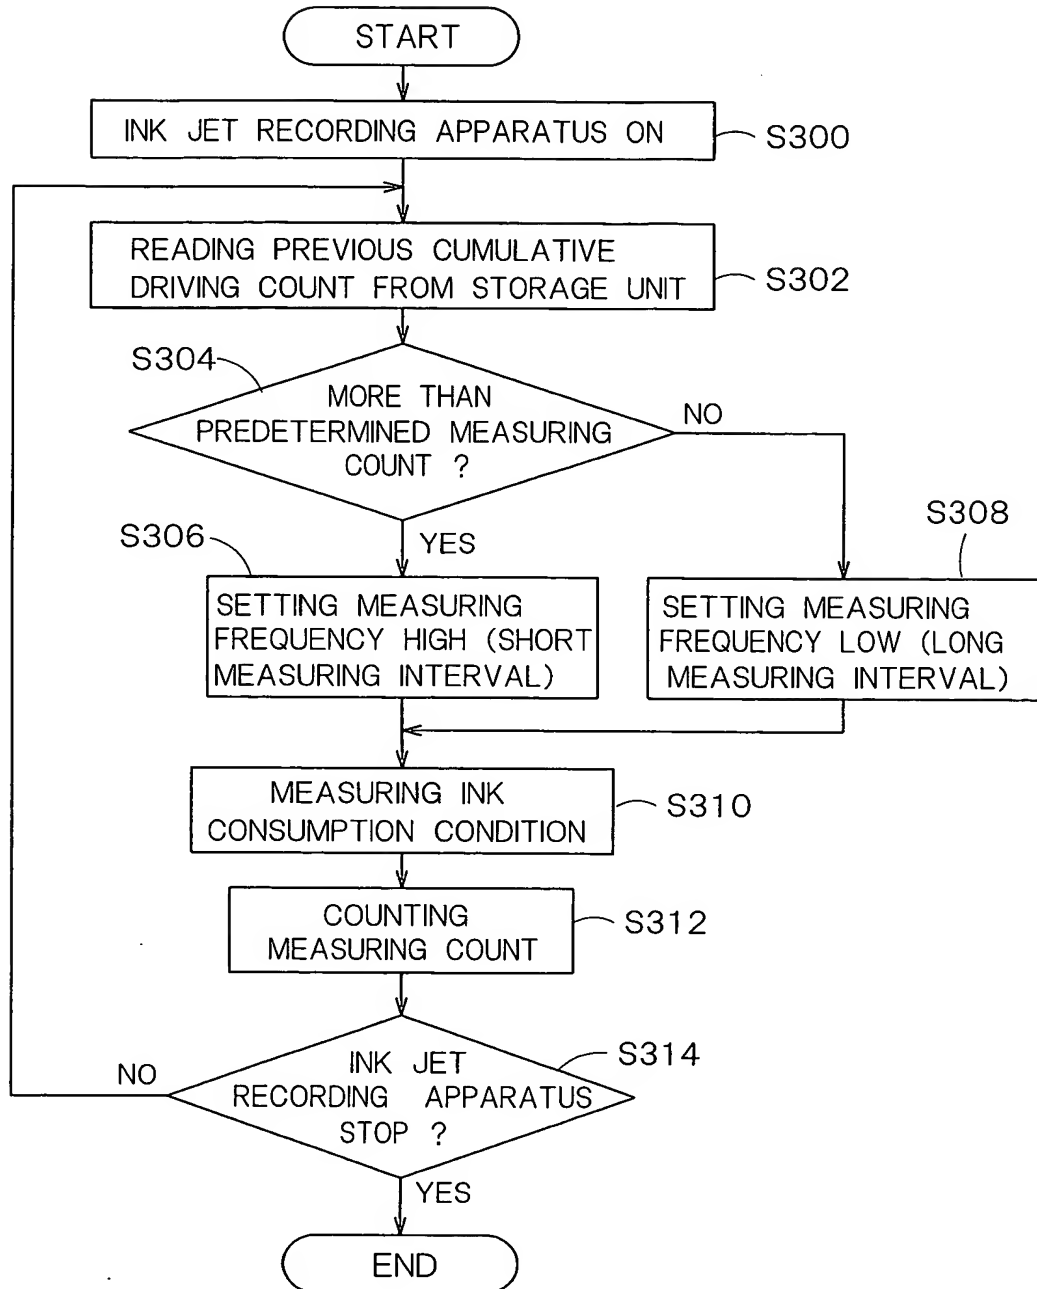 START
INK JET RECORDING APPARATUS ON
S300
READING PREVIOUS CUMULATIVE
DRIVING COUNT FROM STORAGE UNIT
S302
S304
MORE THAN
PREDETERMINED MEASURING
COUNT ?
NO
YES
S306
S308
SETTING MEASURING
FREQUENCY HIGH (SHORT
MEASURING INTERVAL)
SETTING MEASURING
FREQUENCY LOW (LONG
MEASURING INTERVAL)
MEASURING INK
CONSUMPTION CONDITION
S310
COUNTING
MEASURING COUNT
S312
INK JET
RECORDING APPARATUS
STOP ?
S314
NO
YES
END